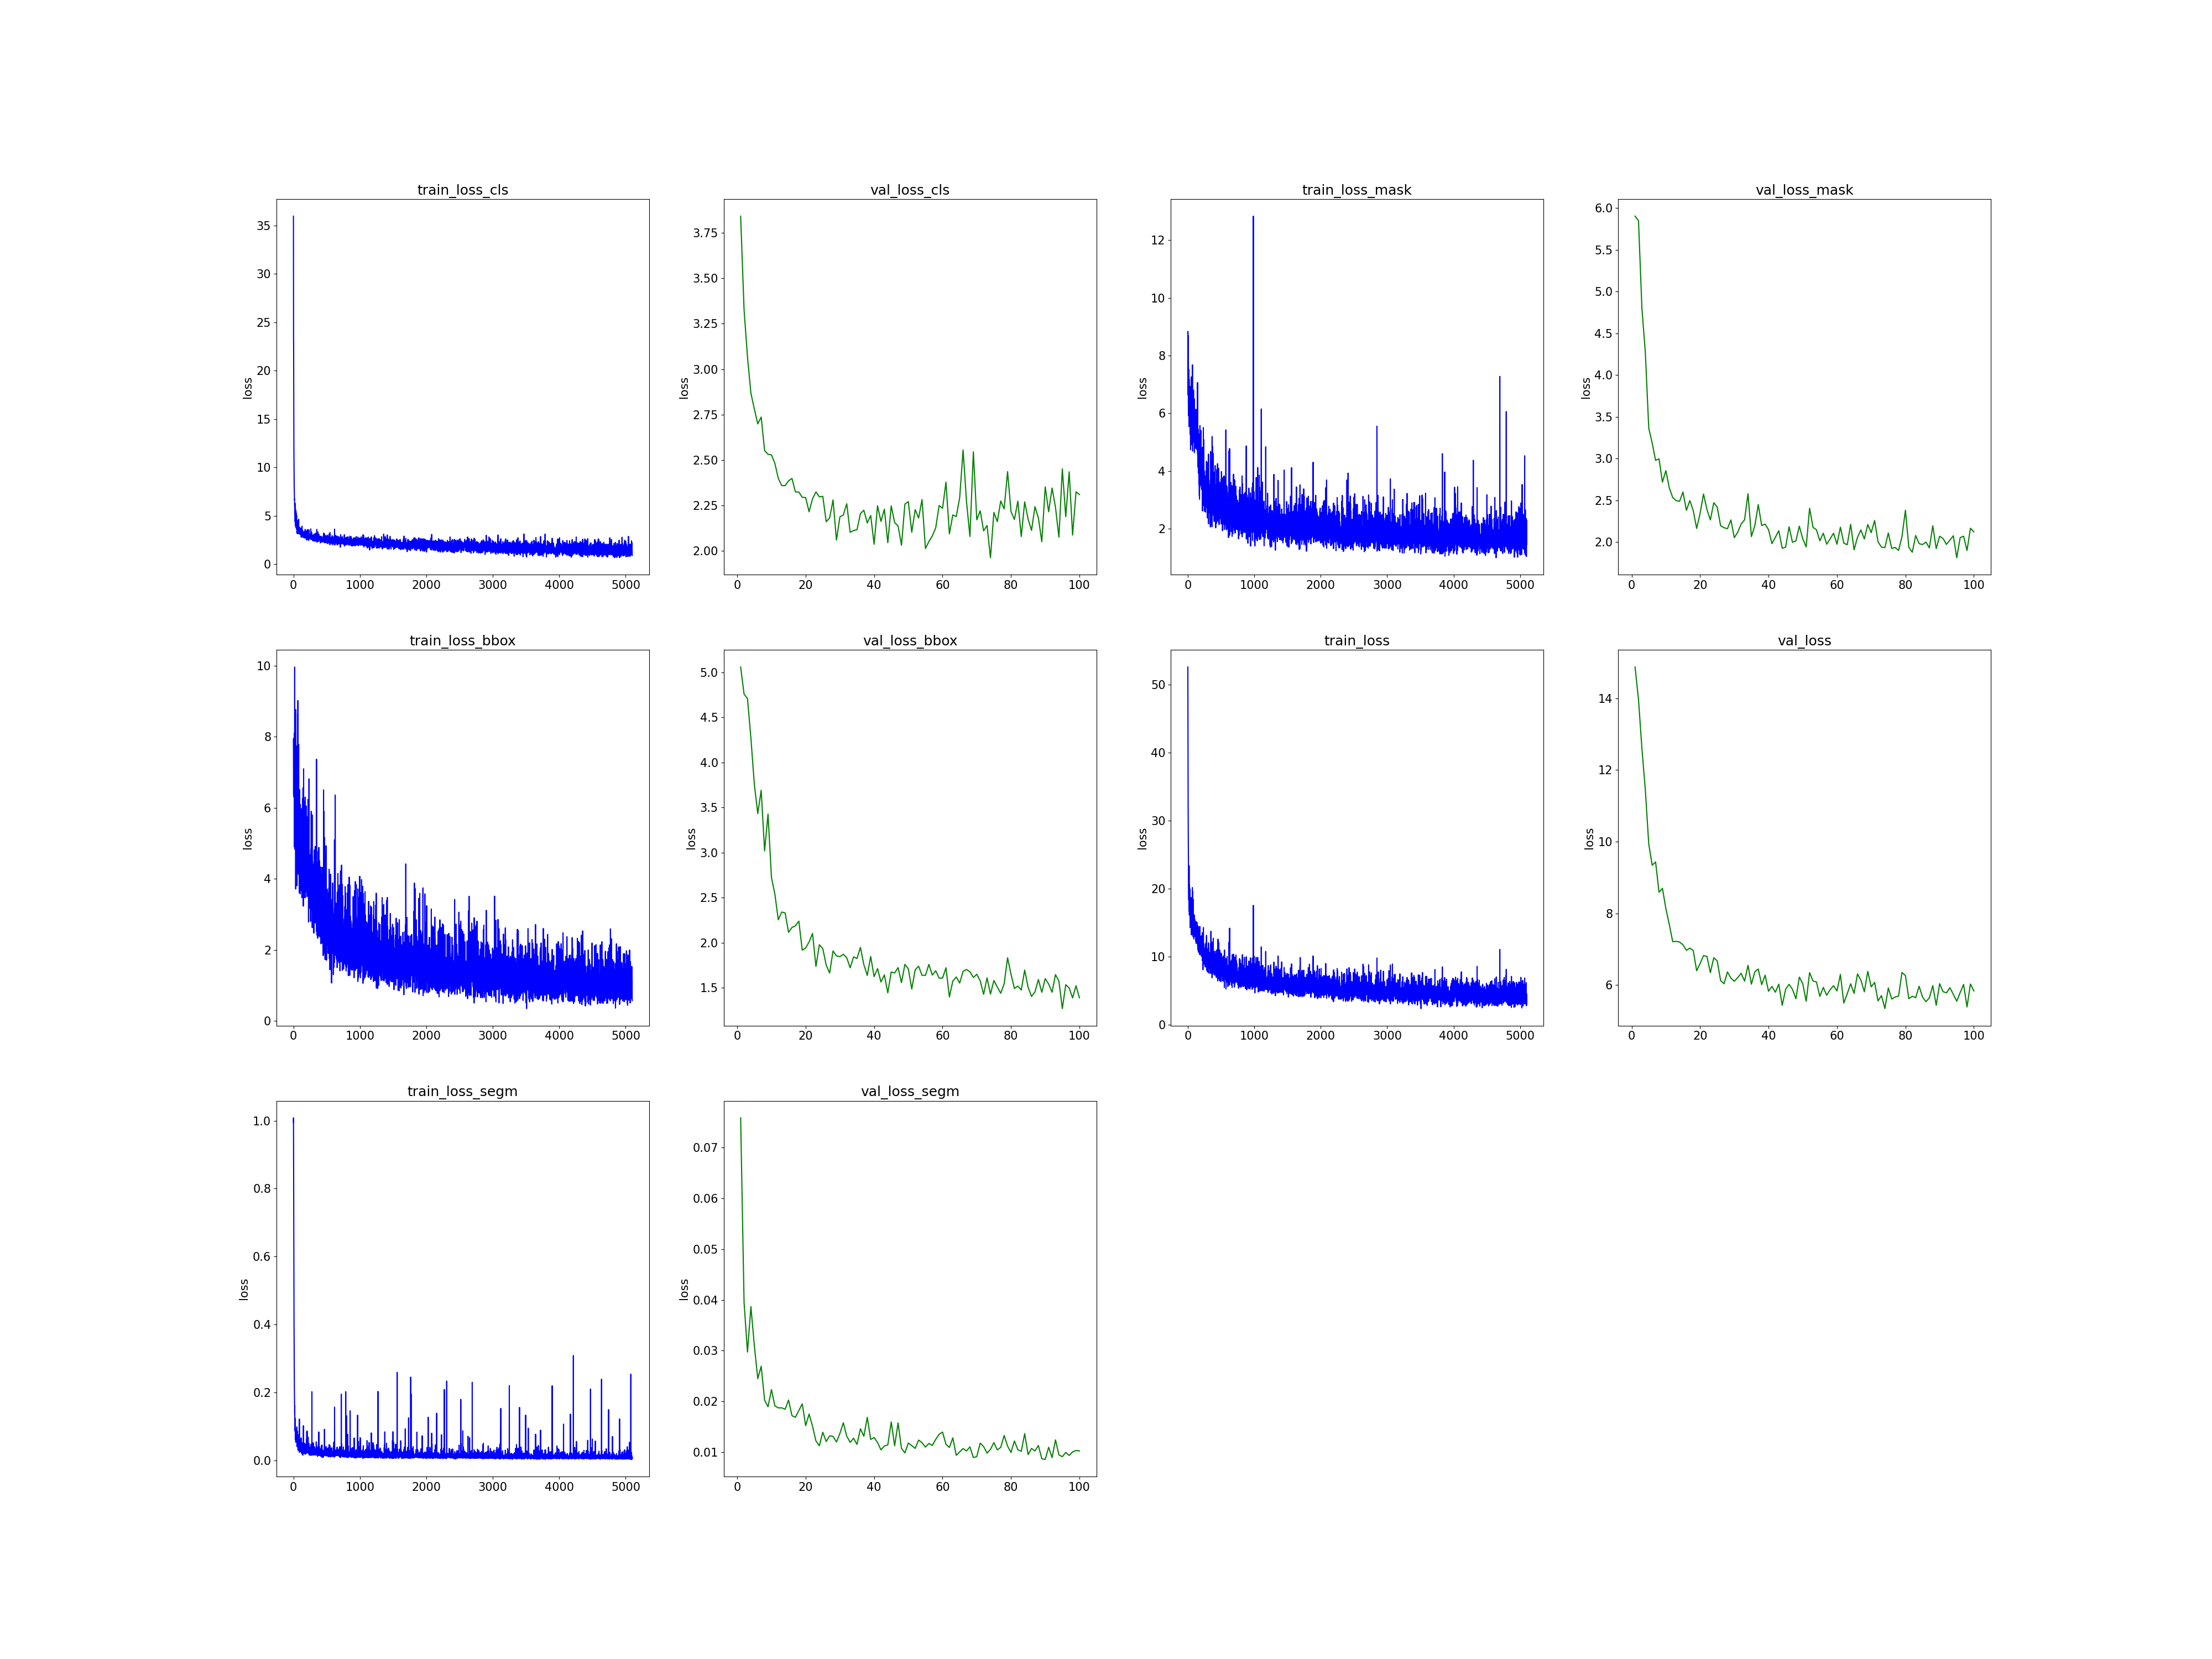 train_loss_cls
val_loss_cls
train_loss_mask
val_loss_mask
loss
35
30
25
20
15
10
5
0
0 1000 2000 3000 4000 5000
loss
3.75
3.50
3.25
3.00
2.75
2.50
2.25
2.00
0 20 40 60 80 100
loss
12
10
8
6
4
2
0 1000 2000 3000 4000 5000
loss
6.0
5.5
5.0
4.5
4.0
3.5
3.0
2.5
2.0
0 20 40 60 80 100
train_loss_bbox
val_loss_bbox
train_loss
val_loss
loss
10
8
6
4
2
0
0 1000 2000 3000 4000 5000
loss
5.0
4.5
4.0
3.5
3.0
2.5
2.0
1.5
0 20 40 60 80 100
loss
50
40
30
20
10
0
0 1000 2000 3000 4000 5000
loss
14
12
10
8
6
0 20 40 60 80 100
train_loss_segm
val_loss_segm
loss
1.0
0.8
0.6
0.4
0.2
0.0
0 1000 2000 3000 4000 5000
loss
0.07
0.06
0.05
0.04
0.03
0.02
0.01
0 20 40 60 80 100